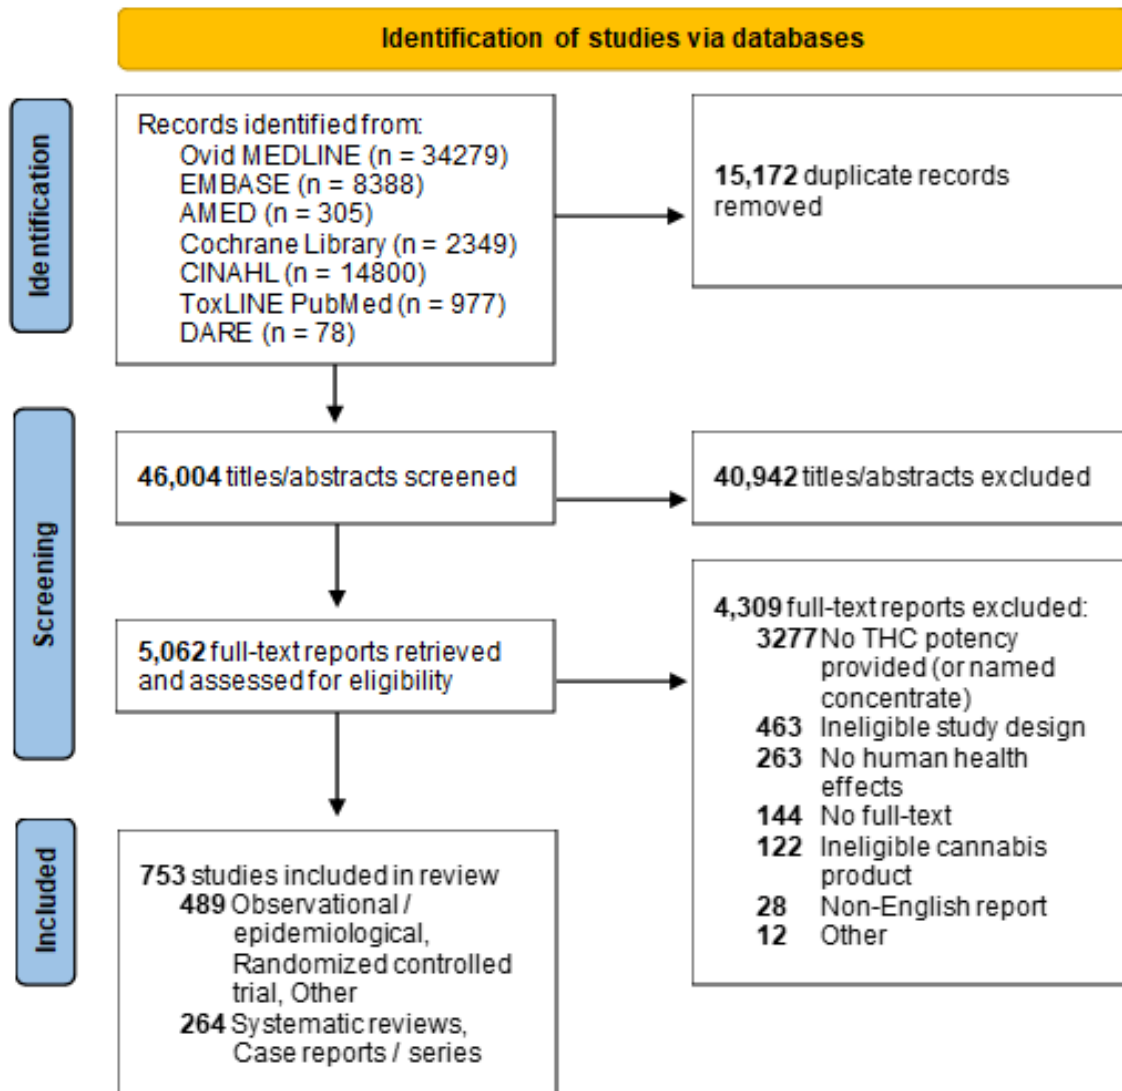 Identification of studies via databases
Identification
Records identified from:
Ovid MEDLINE (n = 34279)
EMBASE (n = 8388)
AMED (n = 305)
Cochrane Library (n = 2349)
CINAHL (n = 14800)
ToxLINE PubMed (n = 977)
DARE (n = 78)
15,172 duplicate records
removed
Screening
46,004 titles/abstracts screened
40,942 titles/abstracts excluded
5,062 full-text reports retrieved
and assessed for eligibility
4,309 full-text reports excluded:
3277 No THC potency
provided (or named
concentrate)
463 Ineligible study design
263 No human health
effects
144 No full-text
122 Ineligible cannabis
product
28 Non-English report
12 Other
Included
753 studies included in review
489 Observational /
epidemiological,
Randomized controlled
trial, Other
264 Systematic reviews,
Case reports / series